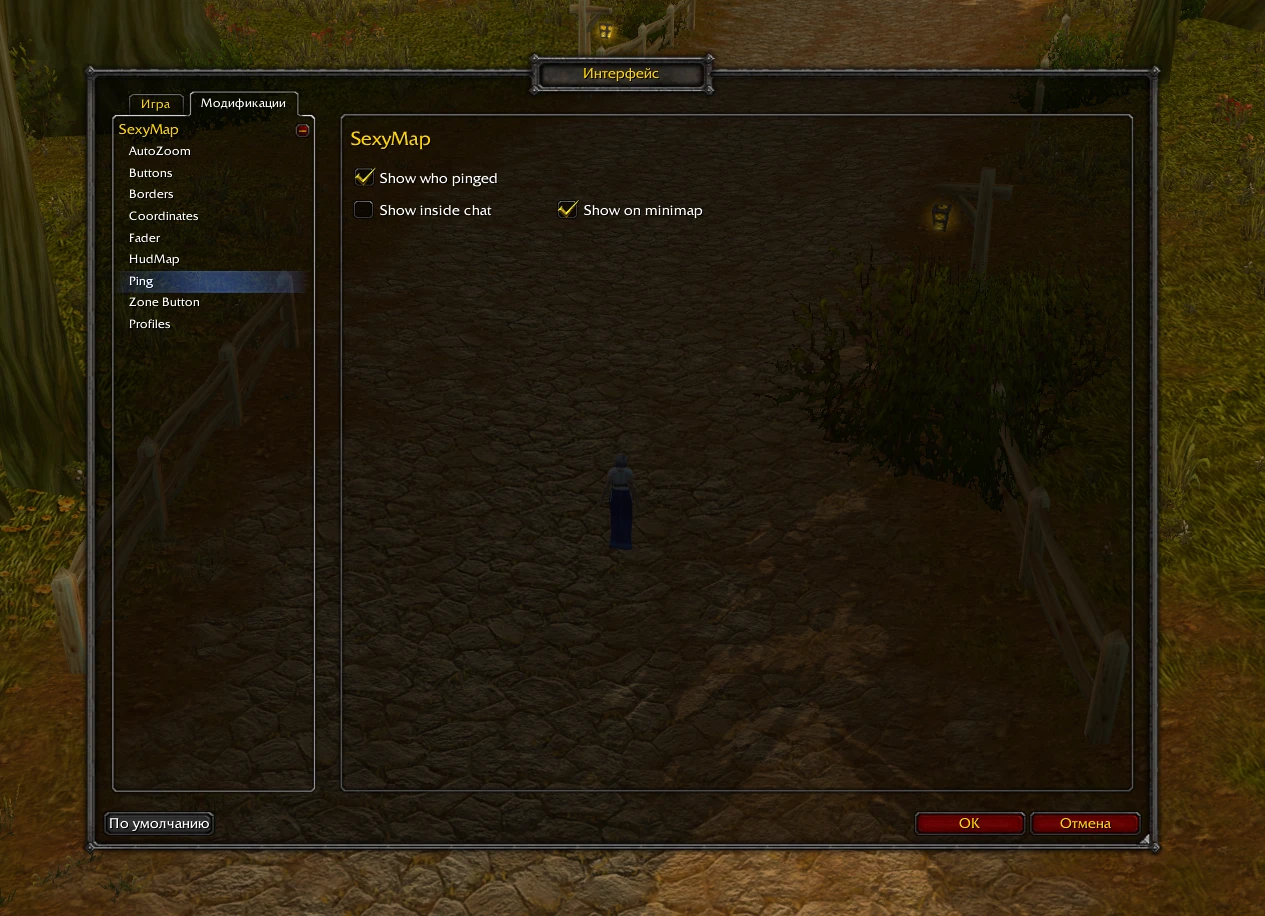 Интерфейс
Игра
Модификации
SexyMap
AutoZoom
Buttons
Borders
Coordinates
Fader
HudMap
Ping
Zone Button
Profiles
SexyMap
Show who pinged
Show inside chat
Show on minimap
По умолчанию
ОК
Отмена